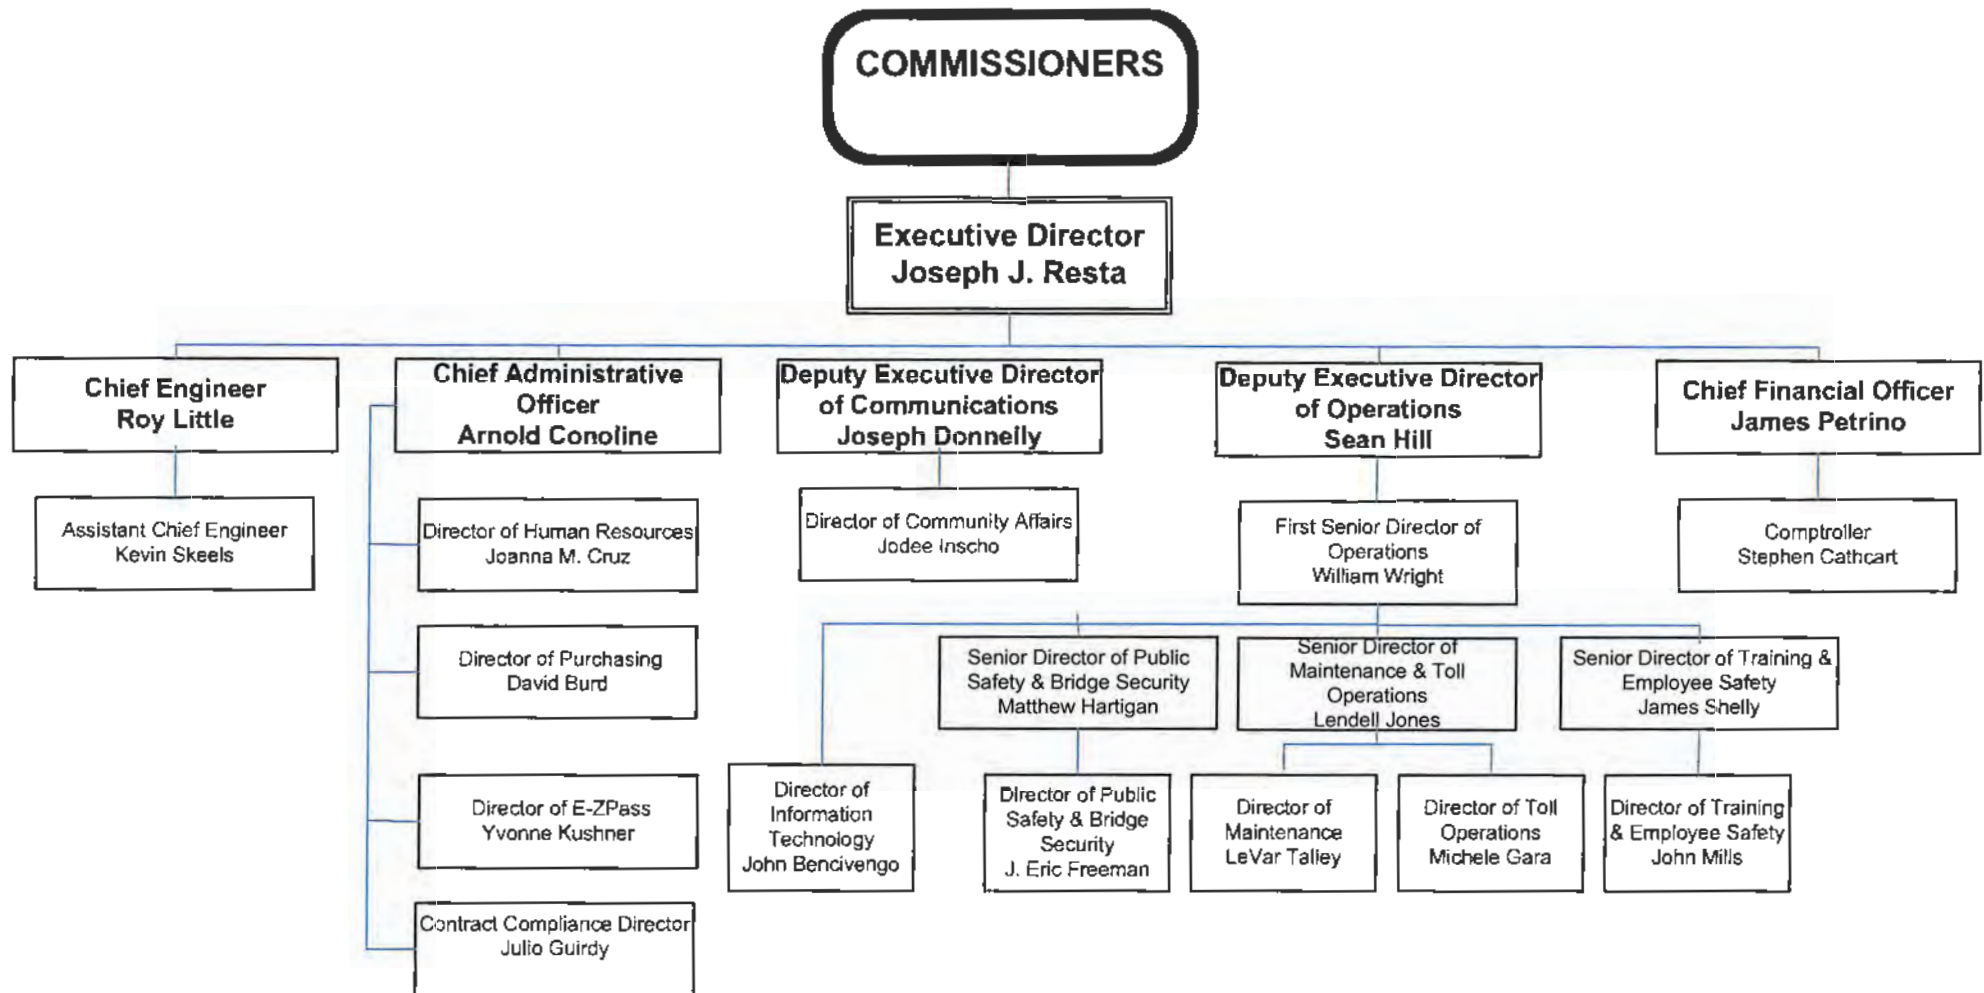 COMMISSIONERS
Executive Director
Joseph J. Resta
Chief Engineer
Roy Little
Chief Administrative
Officer
Arnold Conoline
Deputy Executive Director
of Communications
Joseph Donnelly
Deputy Executive Director
of Operations
Sean Hill
Chief Financial Officer
James Petrino
Assistant Chief Engineer
Kevin Skeels
Director of Human Resources
Joanna M. Cruz
Director of Community Affairs
Jodee Inscho
First Senior Director of
Operations
William Wright
Comptroller
Stephen Cathcart
Director of Purchasing
David Burd
Senior Director of Public
Safety & Bridge Security
Matthew Hartigan
Senior Director of
Maintenance & Toll
Operations
Lendell Jones
Senior Director of Training &
Employee Safety
James Shelly
Director of E-ZPass
Yvonne Kushner
Director of
Information
Technology
John Bencivengo
Director of Public
Safety & Bridge
Security
J. Eric Freeman
Director of
Maintenance
LeVar Talley
Director of Toll
Operations
Michele Gara
Director of Training
& Employee Safety
John Mills
Contract Compliance Director
Julio Guirdy